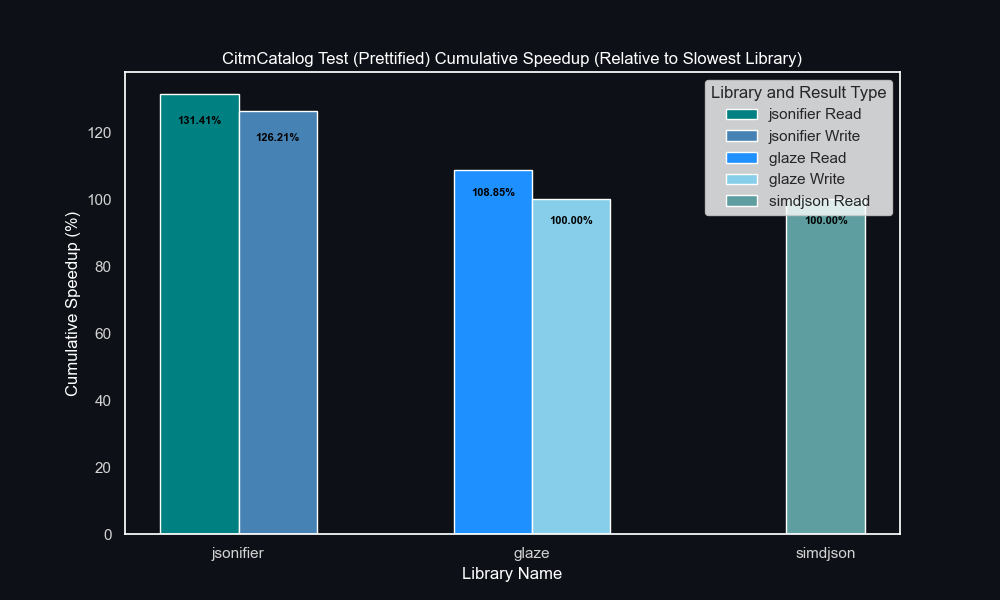 CitmCatalog Test (Prettified) Cumulative Speedup (Relative to Slowest Library)
Library and Result Type
jsonifier Read
jsonifier Write
glaze Read
glaze Write
simdjson Read
131.41%
126.21%
108.85%
100.00%
100.00%
Cumulative Speedup (%)
120
100
80
60
40
20
0
jsonifier
glaze
simdjson
Library Name